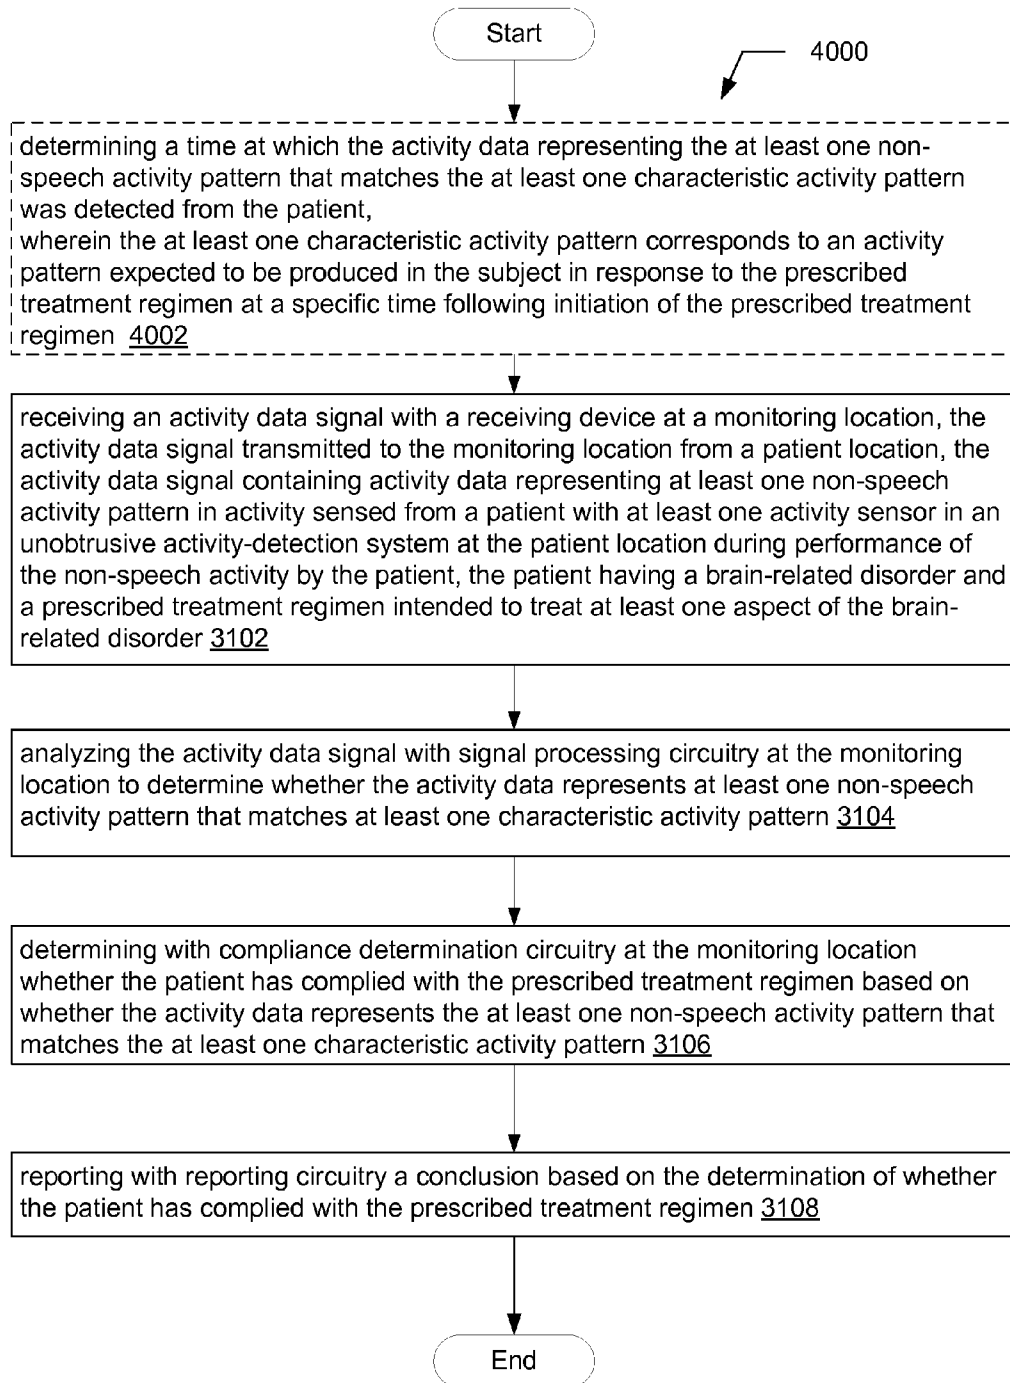 Start
4000
determining a time at which the activity data representing the at least one non-
speech activity pattern that matches the at least one characteristic activity pattern
was detected from the patient,
wherein the at least one characteristic activity pattern corresponds to an activity
pattern expected to be produced in the subject in response to the prescribed
treatment regimen at a specific time following initiation of the prescribed treatment
regimen 4002
receiving an activity data signal with a receiving device at a monitoring location, the
activity data signal transmitted to the monitoring location from a patient location, the
activity data signal containing activity data representing at least one non-speech
activity pattern in activity sensed from a patient with at least one activity sensor in an
unobtrusive activity-detection system at the patient location during performance of
the non-speech activity by the patient, the patient having a brain-related disorder and
a prescribed treatment regimen intended to treat at least one aspect of the brain-
related disorder 3102
analyzing the activity data signal with signal processing circuitry at the monitoring
location to determine whether the activity data represents at least one non-speech
activity pattern that matches at least one characteristic activity pattern 3104
determining with compliance determination circuitry at the monitoring location
whether the patient has complied with the prescribed treatment regimen based on
whether the activity data represents the at least one non-speech activity pattern that
matches the at least one characteristic activity pattern 3106
reporting with reporting circuitry a conclusion based on the determination of whether
the patient has complied with the prescribed treatment regimen 3108
End